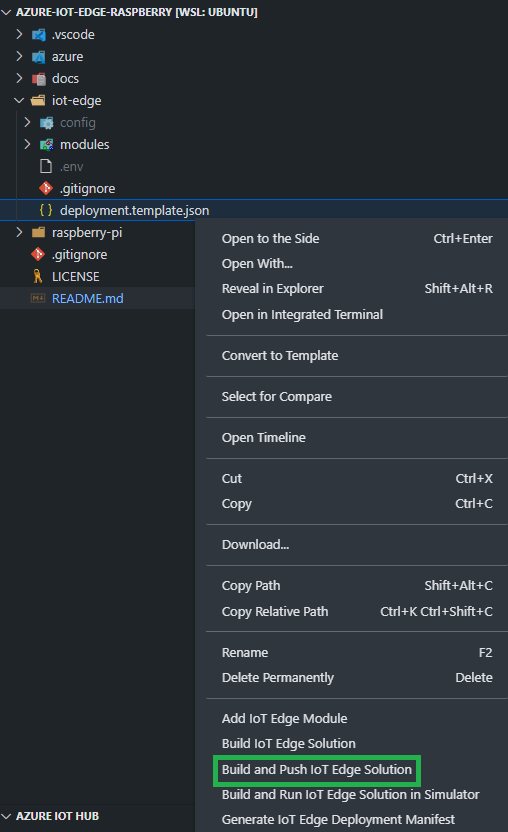 AZURE-IOT-EDGE-RASPBERRY [WSL: UBUNTU]
.vscode
azure
docs
iot-edge
config
modules
.env
.gitignore
{ } deployment.template.json
raspberry-pi
.gitignore
LICENSE
README.md
Open to the Side Ctrl+Enter
Open With...
Reveal in Explorer Shift+Alt+R
Open in Integrated Terminal
Convert to Template
Select for Compare
Open Timeline
Cut Ctrl+X
Copy Ctrl+C
Download...
Copy Path Shift+Alt+C
Copy Relative Path Ctrl+K Ctrl+Shift+C
Rename F2
Delete Permanently Delete
Add IoT Edge Module
Build IoT Edge Solution
Build and Push IoT Edge Solution
Build and Run IoT Edge Solution in Simulator
Generate IoT Edge Deployment Manifest
AZURE IOT HUB